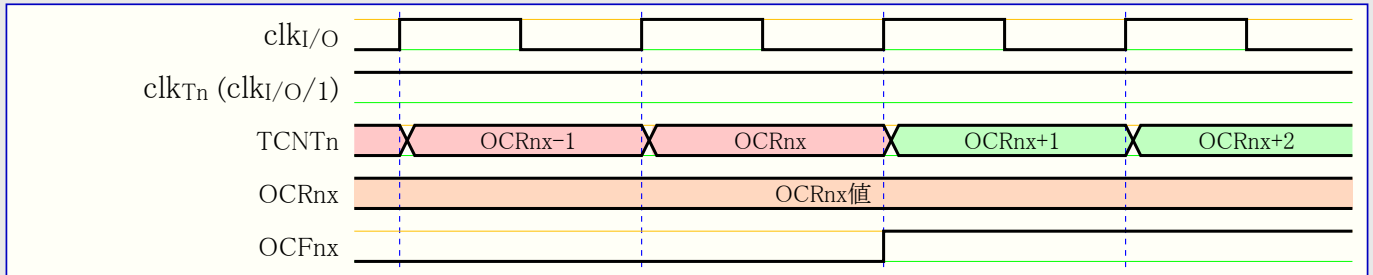 clkI/O
clkTn (clkI/O/1)
TCNTn OCRnx-1 OCRnx OCRnx+1 OCRnx+2
OCRnx OCRnx値
OCFnx